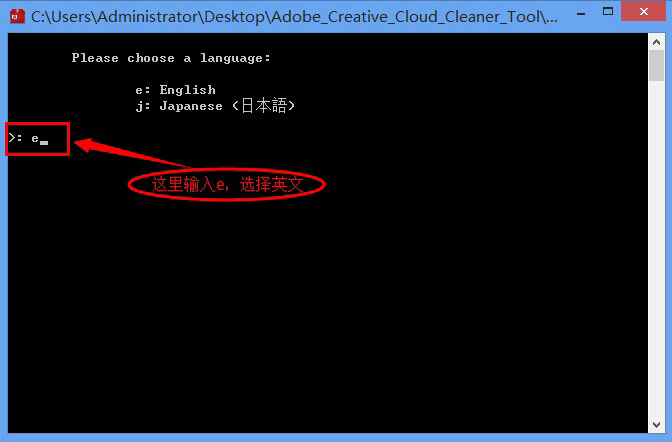 C:\Users\Administrator\Desktop\Adobe_Creative_Cloud_Cleaner_Tool\...
Please choose a language:
e: English
j: Japanese (日本語)
>: e
这里输入e，选择英文